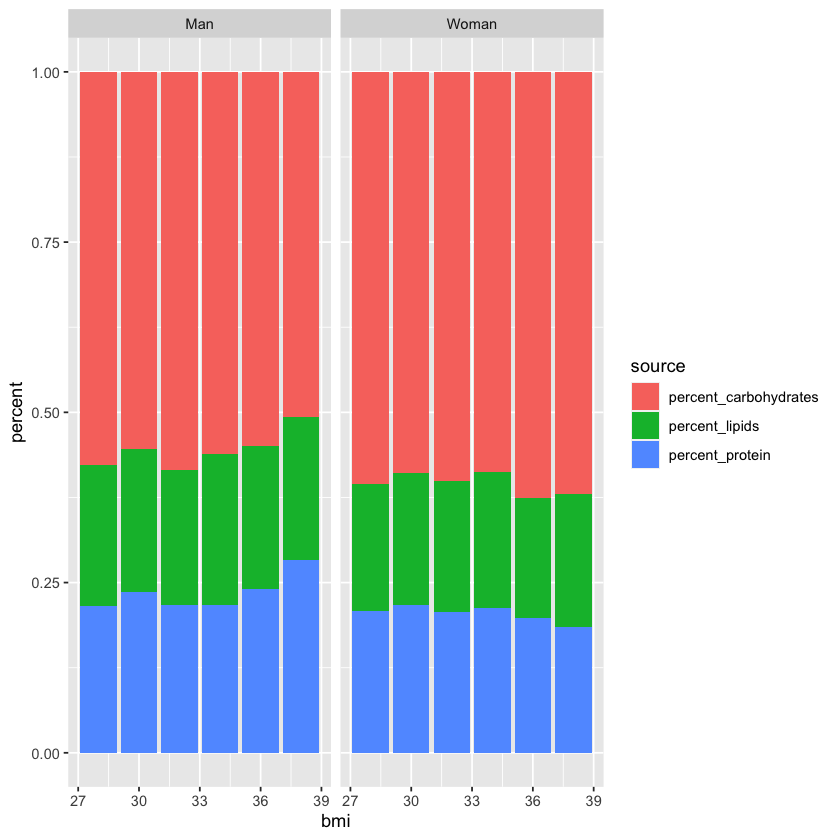 Man Woman
1.00
0.75
0.50
0.25
0.00
percent
27 30 33 36 39 27 30 33 36 39
bmi
source
percent_carbohydrates
percent_lipids
percent_protein